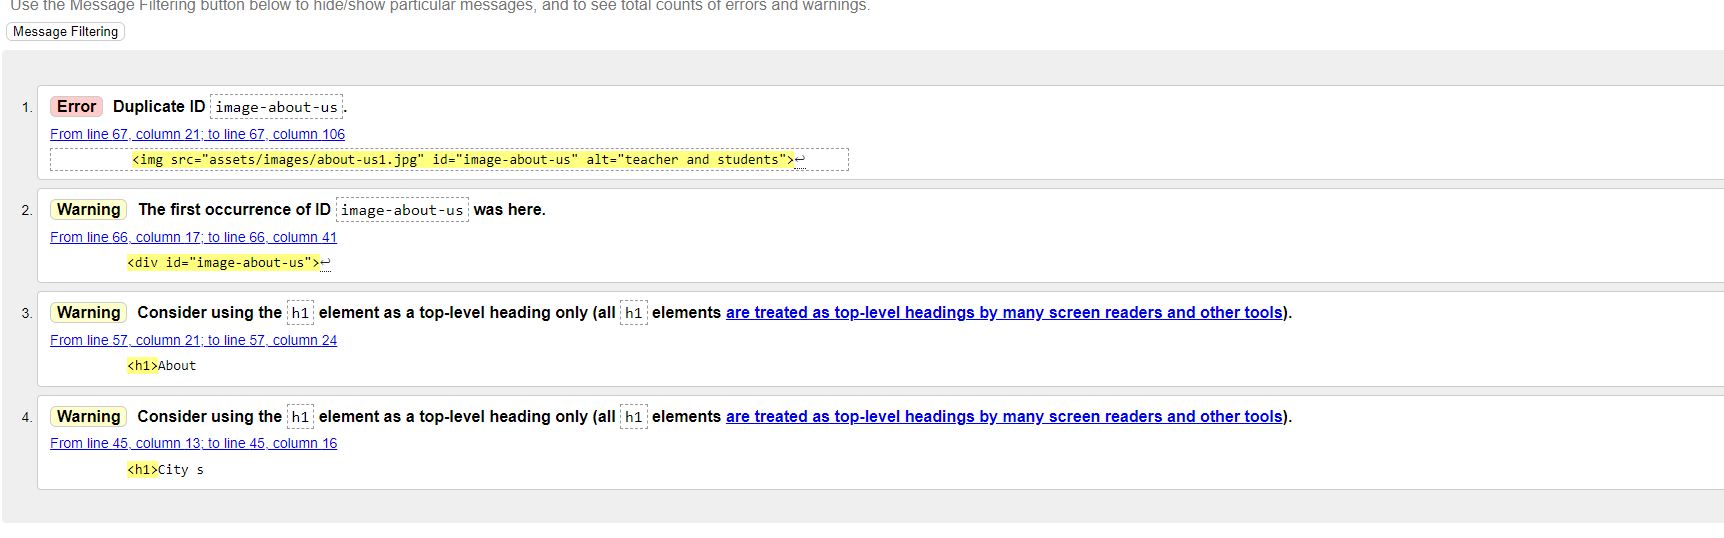 Use the Message Filtering button below to hide/show particular messages, and to see total counts of errors and warnings.
Message Filtering
1. Error Duplicate ID image-about-us.
From line 67, column 21; to line 67, column 106
<img src="assets/images/about-us1.jpg" id="image-about-us" alt="teacher and students">↩
2. Warning The first occurrence of ID image-about-us was here.
From line 66, column 17; to line 66, column 41
<div id="image-about-us">↩
3. Warning Consider using the h1 element as a top-level heading only (all h1 elements are treated as top-level headings by many screen readers and other tools).
From line 57, column 21; to line 57, column 24
<h1>About
4. Warning Consider using the h1 element as a top-level heading only (all h1 elements are treated as top-level headings by many screen readers and other tools).
From line 45, column 13; to line 45, column 16
<h1>City s